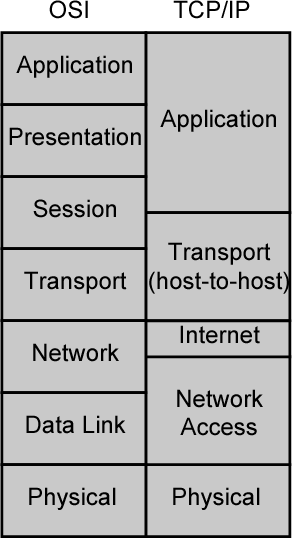 OSI TCP/IP
Application
Presentation
Session
Transport
Network
Data Link
Physical
Application
Transport
(host-to-host)
Internet
Network
Access
Physical